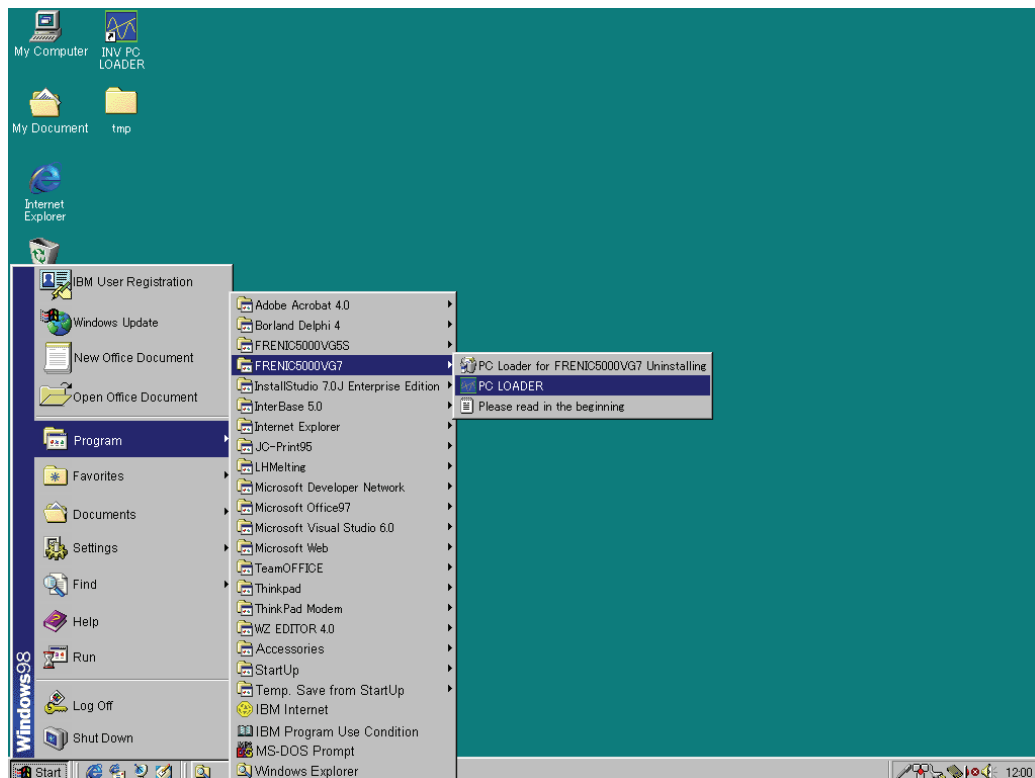 My Computer
INV PC
LOADER
My Document
tmp
Internet
Explorer
IBM User Registration
Windows Update
New Office Document
Open Office Document
Program
Favorites
Documents
Settings
Find
Help
Run
Log Off
Shut Down
Windows98
Adobe Acrobat 4.0
Borland Delphi 4
FRENIC5000VG5S
FRENIC5000VG7
InstallStudio 7.0J Enterprise Edition
InterBase 5.0
Internet Explorer
JC-Print95
LHMelting
Microsoft Developer Network
Microsoft Office97
Microsoft Visual Studio 6.0
Microsoft Web
TeamOFFICE
Thinkpad
ThinkPad Modem
WZ EDITOR 4.0
Accessories
StartUp
Temp. Save from StartUp
IBM Internet
IBM Program Use Condition
MS-DOS Prompt
Windows Explorer
PC Loader for FRENIC5000VG7 Uninstalling
PC LOADER
Please read in the beginning
Start
12:00